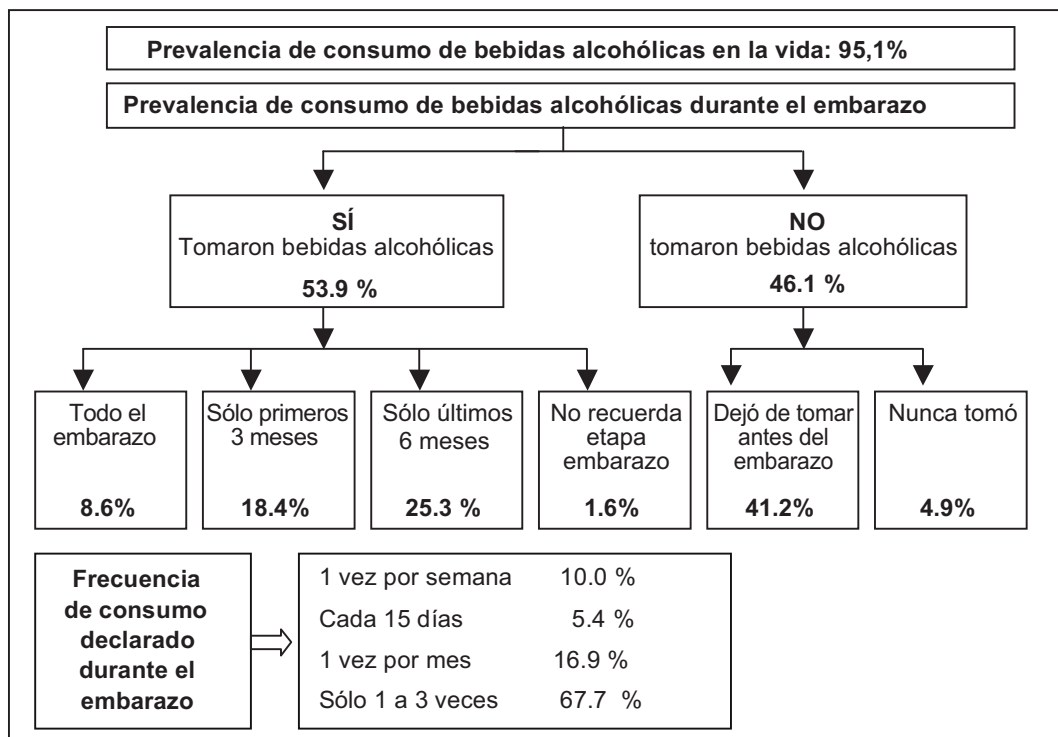 Prevalencia de consumo de bebidas alcohólicas en la vida: 95,1%
Prevalencia de consumo de bebidas alcohólicas durante el embarazo
SÍ
Tomaron bebidas alcohólicas
53.9 %
NO
tomaron bebidas alcohólicas
46.1 %
Todo el
embarazo
8.6%
Sólo primeros
3 meses
18.4%
Sólo últimos
6 meses
25.3 %
No recuerda
etapa
embarazo
1.6%
Dejó de tomar
antes del
embarazo
41.2%
Nunca tomó
4.9%
Frecuencia
de consumo
declarado
durante el
embarazo
1 vez por semana 10.0 %
Cada 15 días 5.4 %
1 vez por mes 16.9 %
Sólo 1 a 3 veces 67.7 %